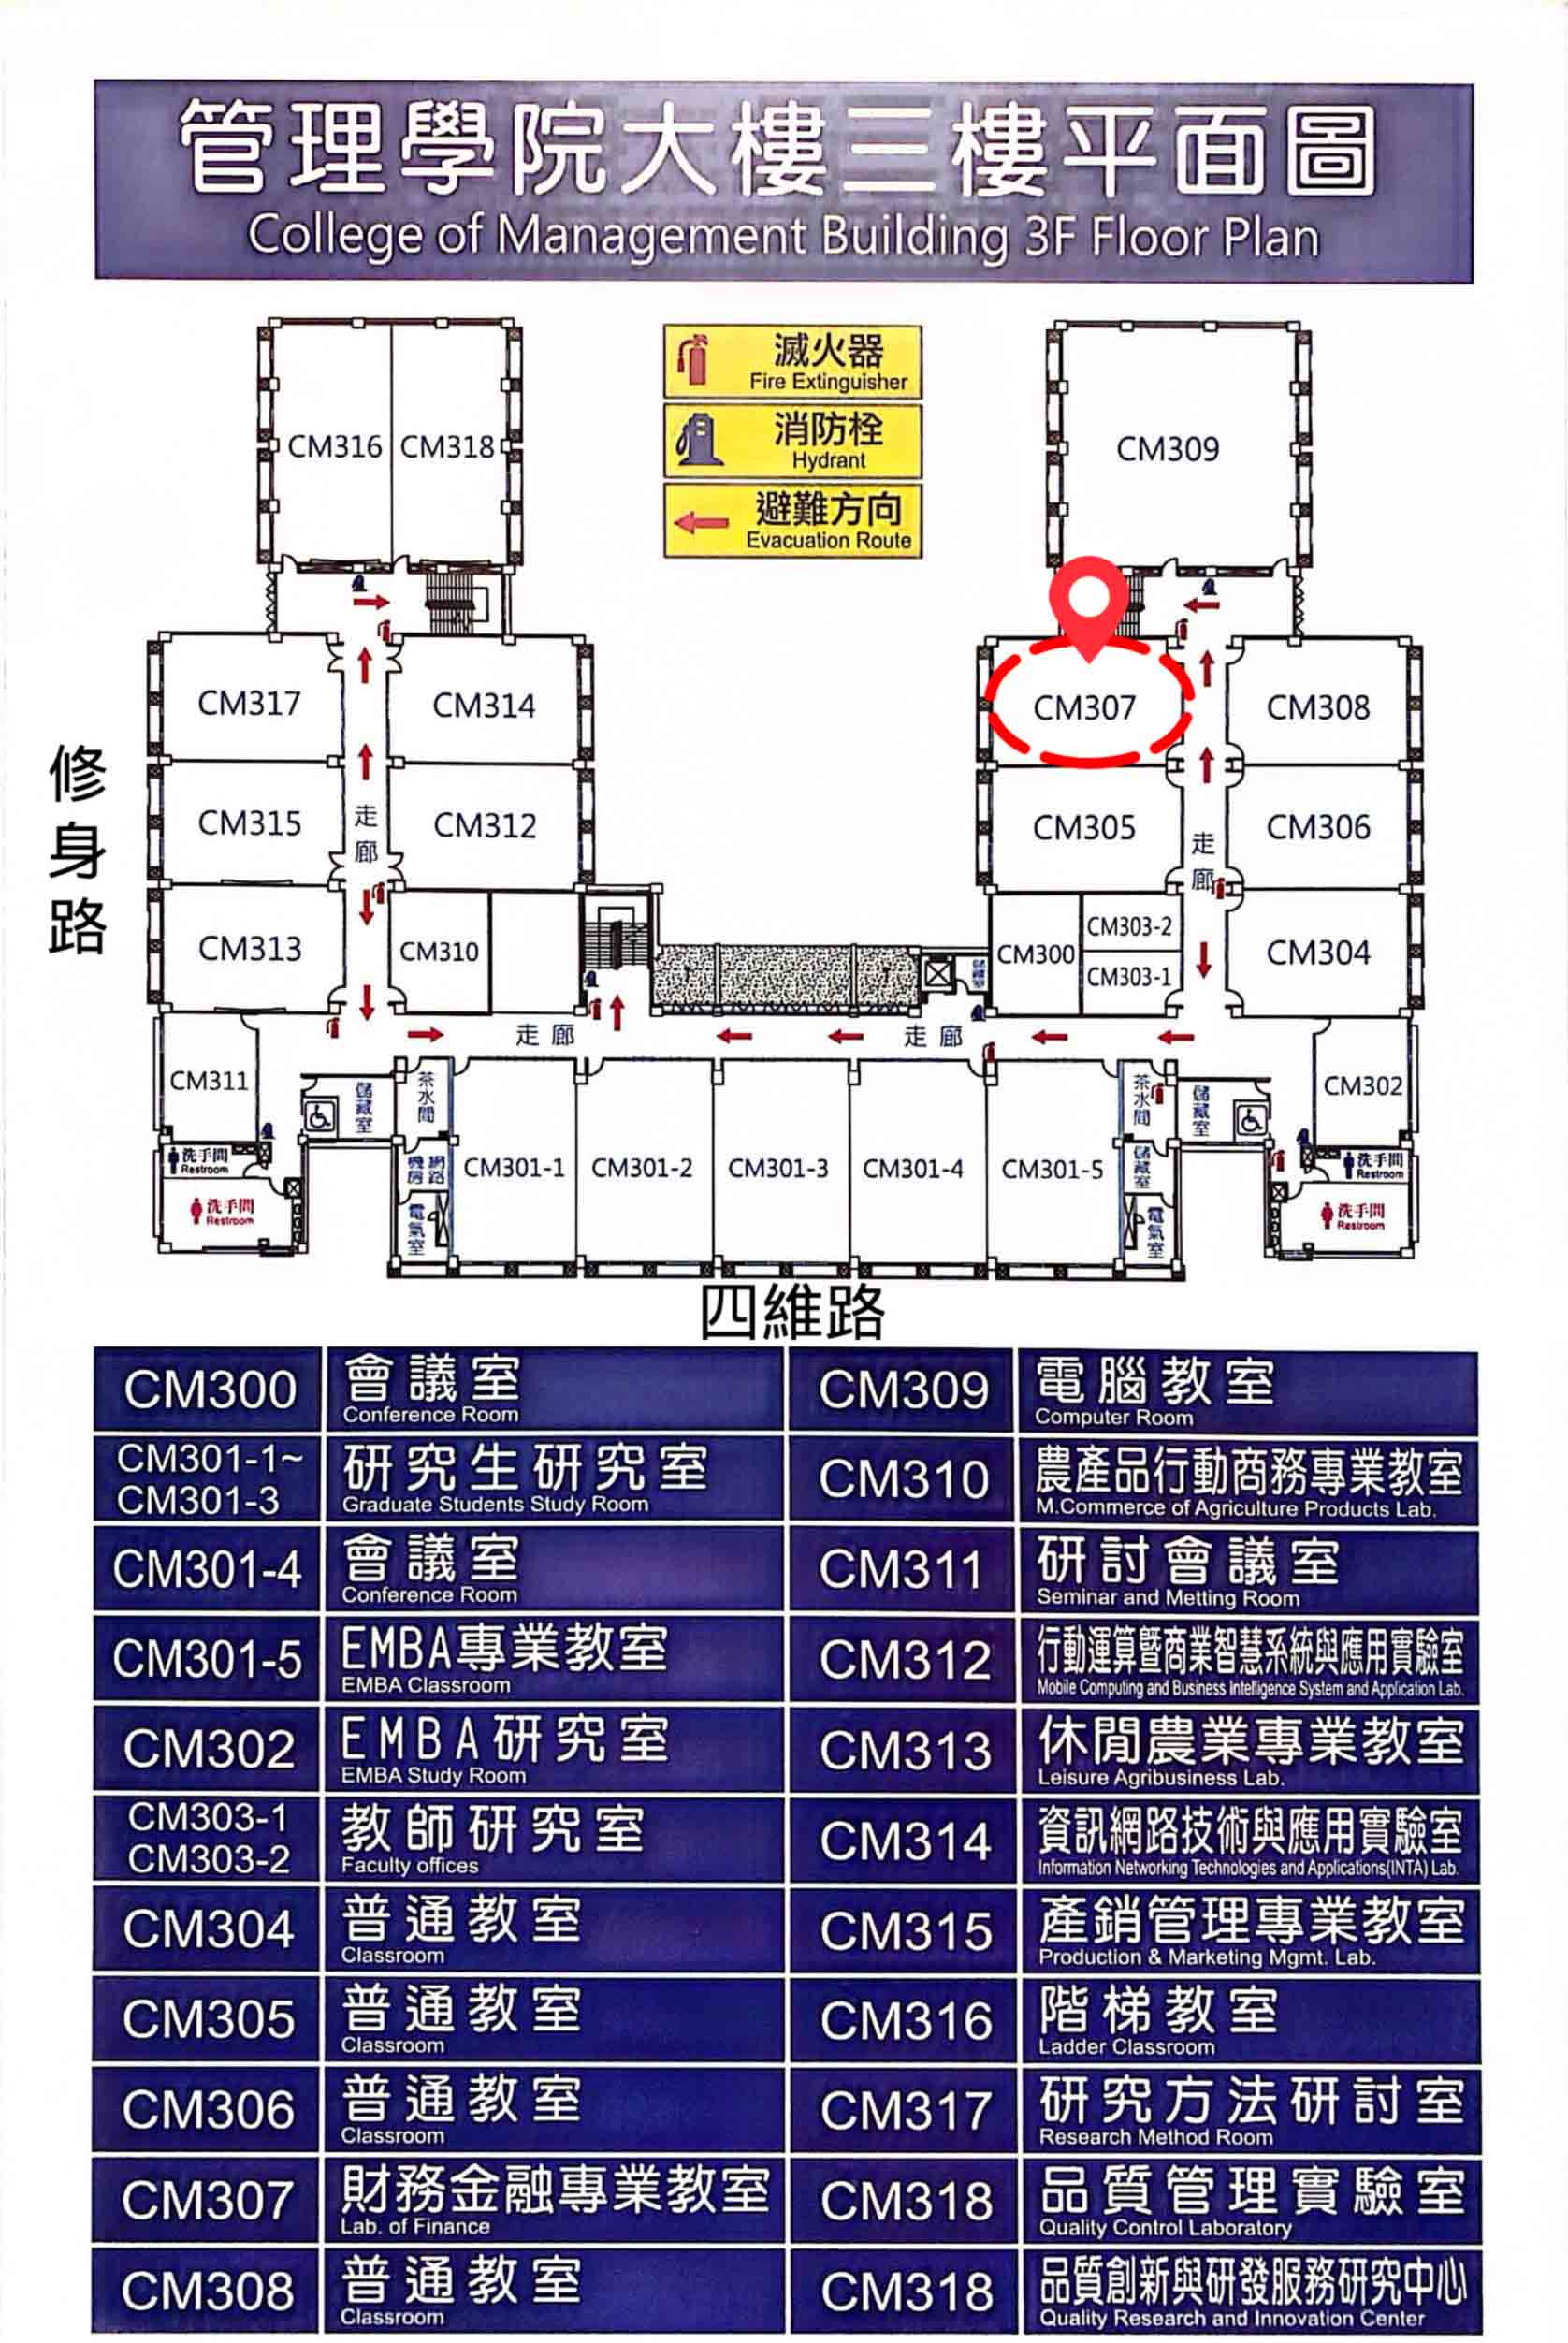 管理學院大樓三樓平面圖
College of Management Building 3F Floor Plan
滅火器
Fire Extinguisher
消防栓
Hydrant
避難方向
Evacuation Route
CM316
CM318
CM309
CM317
CM314
CM307
CM308
CM315
走廊
CM312
CM305
走廊
CM306
修身路
CM313
CM310
CM300
CM303-2
CM303-1
CM304
儲藏室
走廊
走廊
CM311
儲藏室
茶水間
茶水間
儲藏室
CM302
洗手間
Restroom
洗手間
Restroom
網路機房
電氣室
CM301-1
CM301-2
CM301-3
CM301-4
CM301-5
儲藏室
電氣室
洗手間
Restroom
洗手間
Restroom
四維路
CM300
會議室
Conference Room
CM309
電腦教室
Computer Room
CM301-1~
CM301-3
研究生研究室
Graduate Students Study Room
CM310
農產品行動商務專業教室
M.Commerce of Agriculture Products Lab.
CM301-4
會議室
Conference Room
CM311
研討會議室
Seminar and Metting Room
CM301-5
EMBA專業教室
EMBA Classroom
CM312
行動運算暨商業智慧系統與應用實驗室
Mobile Computing and Business Intelligence System and Application Lab.
CM302
EMBA研究室
EMBA Study Room
CM313
休閒農業專業教室
Leisure Agribusiness Lab.
CM303-1
CM303-2
教師研究室
Faculty offices
CM314
資訊網路技術與應用實驗室
Information Networking Technologies and Applications(INTA) Lab.
CM304
普通教室
Classroom
CM315
產銷管理專業教室
Production & Marketing Mgmt. Lab.
CM305
普通教室
Classroom
CM316
階梯教室
Ladder Classroom
CM306
普通教室
Classroom
CM317
研究方法研討室
Research Method Room
CM307
財務金融專業教室
Lab. of Finance
CM318
品質管理實驗室
Quality Control Laboratory
CM308
普通教室
Classroom
CM318
品質創新與研發服務研究中心
Quality Research and Innovation Center